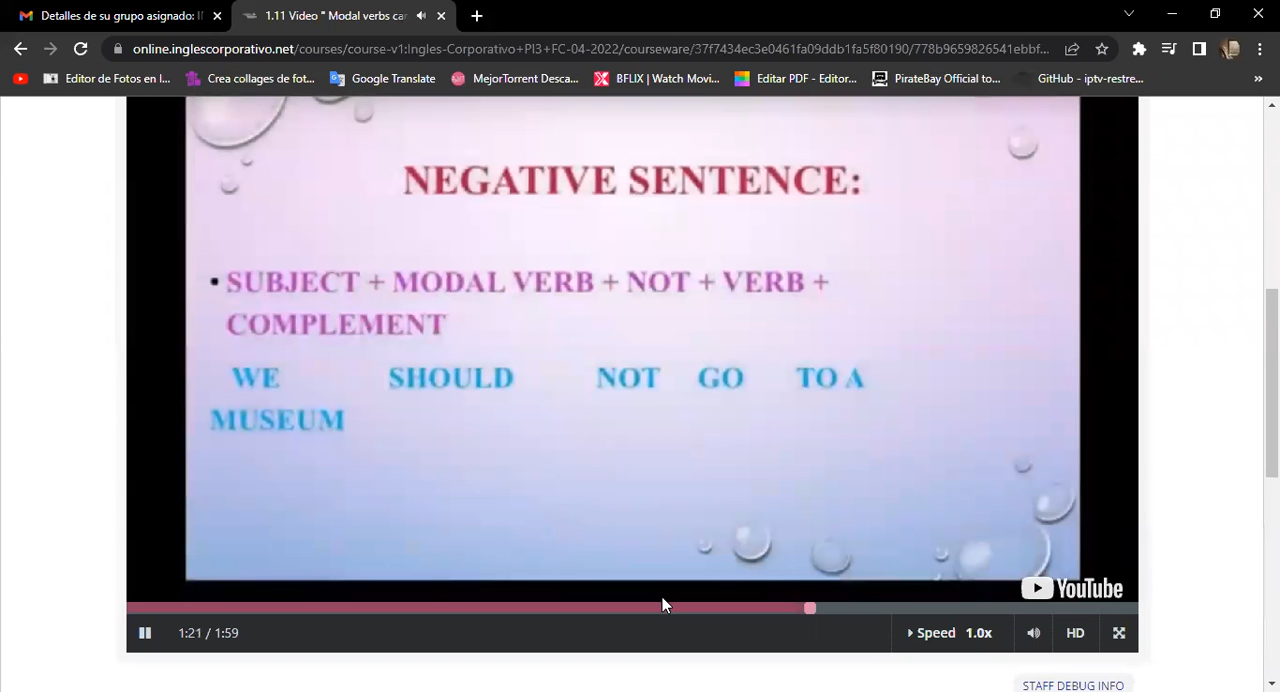 Detalles de su grupo asignado: I
1.11 Video " Modal verbs ca
online.inglescorporativo.net/courses/course-v1:Ingles-Corporativo+PI3+FC-04-2022/courseware/37f7434ec3e0461fa09ddb1fa5f80190/778b9659826541ebbf...
Editor de Fotos en l...
Crea collages de fot...
Google Translate
MejorTorrent Desca...
BFLIX | Watch Movi...
Editar PDF - Editor...
PirateBay Official to...
GitHub - iptv-restre...
»
NEGATIVE SENTENCE:
• SUBJECT + MODAL VERB + NOT + VERB +
COMPLEMENT
WE SHOULD NOT GO TO A
MUSEUM
YouTube
1:21 / 1:59
Speed 1.0x
HD
STAFF DEBUG INFO